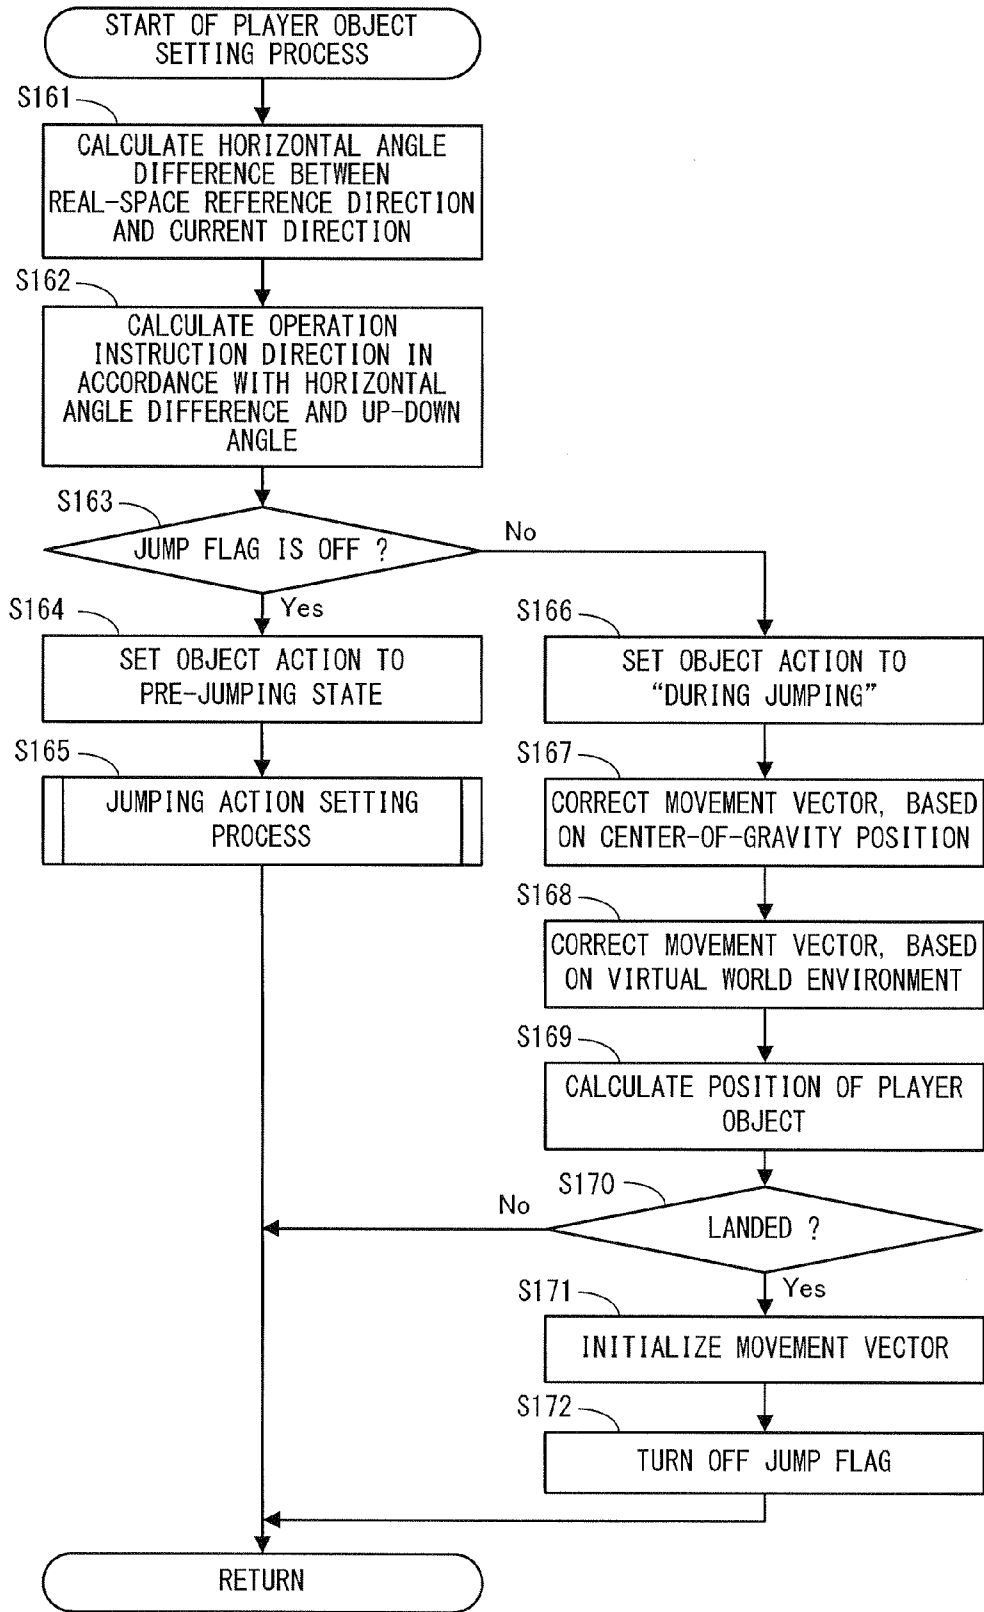 START OF PLAYER OBJECT
SETTING PROCESS
S161
CALCULATE HORIZONTAL ANGLE
DIFFERENCE BETWEEN
REAL-SPACE REFERENCE DIRECTION
AND CURRENT DIRECTION
S162
CALCULATE OPERATION
INSTRUCTION DIRECTION IN
ACCORDANCE WITH HORIZONTAL
ANGLE DIFFERENCE AND UP-DOWN
ANGLE
S163
JUMP FLAG IS OFF ?
No
Yes
S164
SET OBJECT ACTION TO
PRE-JUMPING STATE
S165
JUMPING ACTION SETTING
PROCESS
S166
SET OBJECT ACTION TO
“DURING JUMPING”
S167
CORRECT MOVEMENT VECTOR, BASED
ON CENTER-OF-GRAVITY POSITION
S168
CORRECT MOVEMENT VECTOR, BASED
ON VIRTUAL WORLD ENVIRONMENT
S169
CALCULATE POSITION OF PLAYER
OBJECT
S170
No
LANDED ?
Yes
S171
INITIALIZE MOVEMENT VECTOR
S172
TURN OFF JUMP FLAG
RETURN